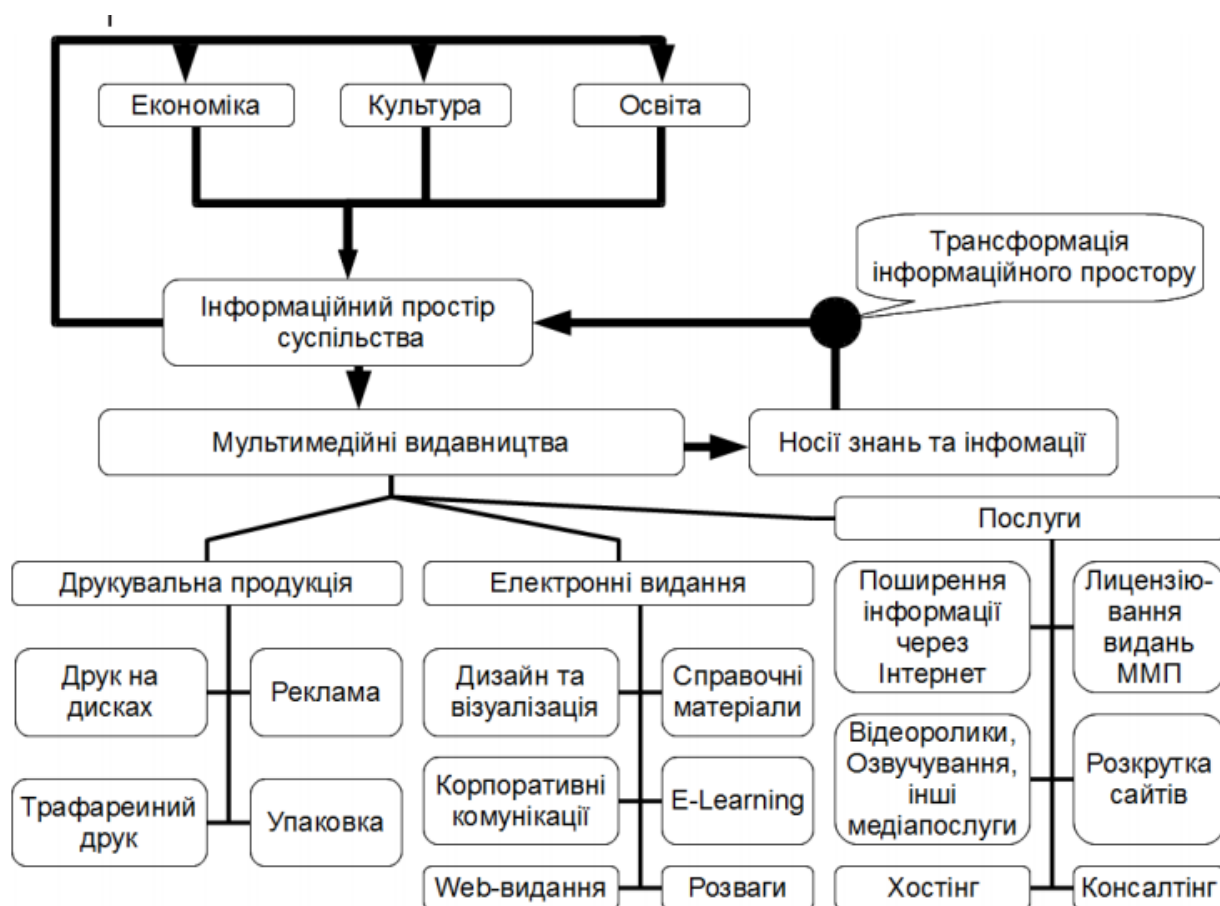 Економіка
Культура
Освіта
Трансформація
інформаційного простору
Інформаційний простір
суспільства
Мультимедійні видавництва
Носії знань та інфомації
Послуги
Друкувальна продукція
Електронні видання
Друк на
дисках
Реклама
Трафареиний
друк
Упаковка
Дизайн та
візуалізація
Справочні
матеріали
Корпоративні
комунікації
E-Learning
Web-видання
Розваги
Поширення
інформації
через
Інтернет
Лицензію-
вання
видань
ММП
Відеоролики,
Озвучування,
інші
медіапослуги
Розкрутка
сайтів
Хостінг
Консалтінг